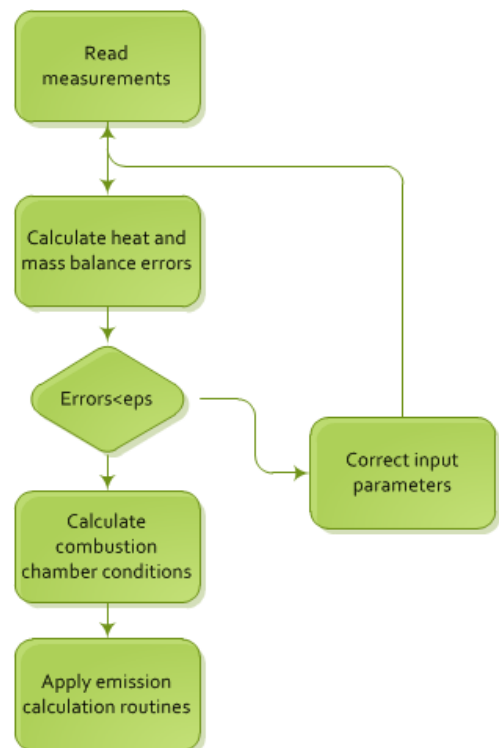 Read
measurements
Calculate heat and
mass balance errors
Errors<eps
Correct input
parameters
Calculate
combustion
chamber conditions
Apply emission
calculation routines